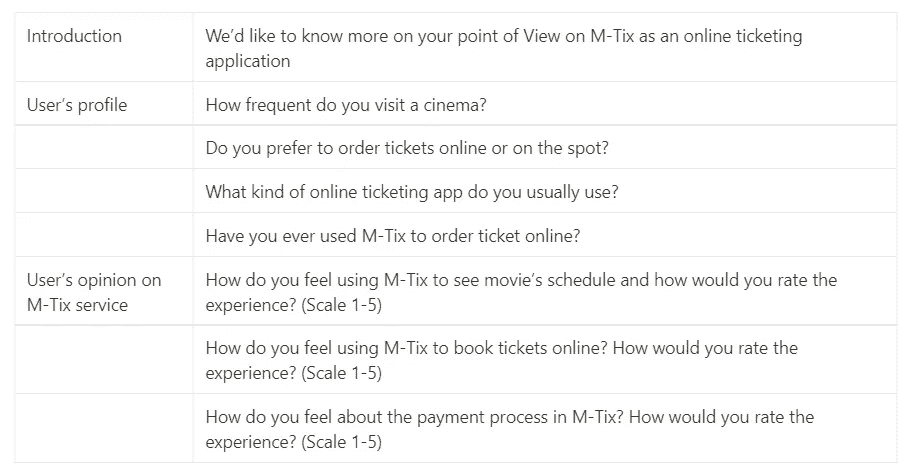 Introduction
We’d like to know more on your point of View on M-Tix as an online ticketing
application
User’s profile
How frequent do you visit a cinema?
Do you prefer to order tickets online or on the spot?
What kind of online ticketing app do you usually use?
Have you ever used M-Tix to order ticket online?
User’s opinion on
M-Tix service
How do you feel using M-Tix to see movie’s schedule and how would you rate the
experience? (Scale 1-5)
How do you feel using M-Tix to book tickets online? How would you rate the
experience? (Scale 1-5)
How do you feel about the payment process in M-Tix? How would you rate the
experience? (Scale 1-5)